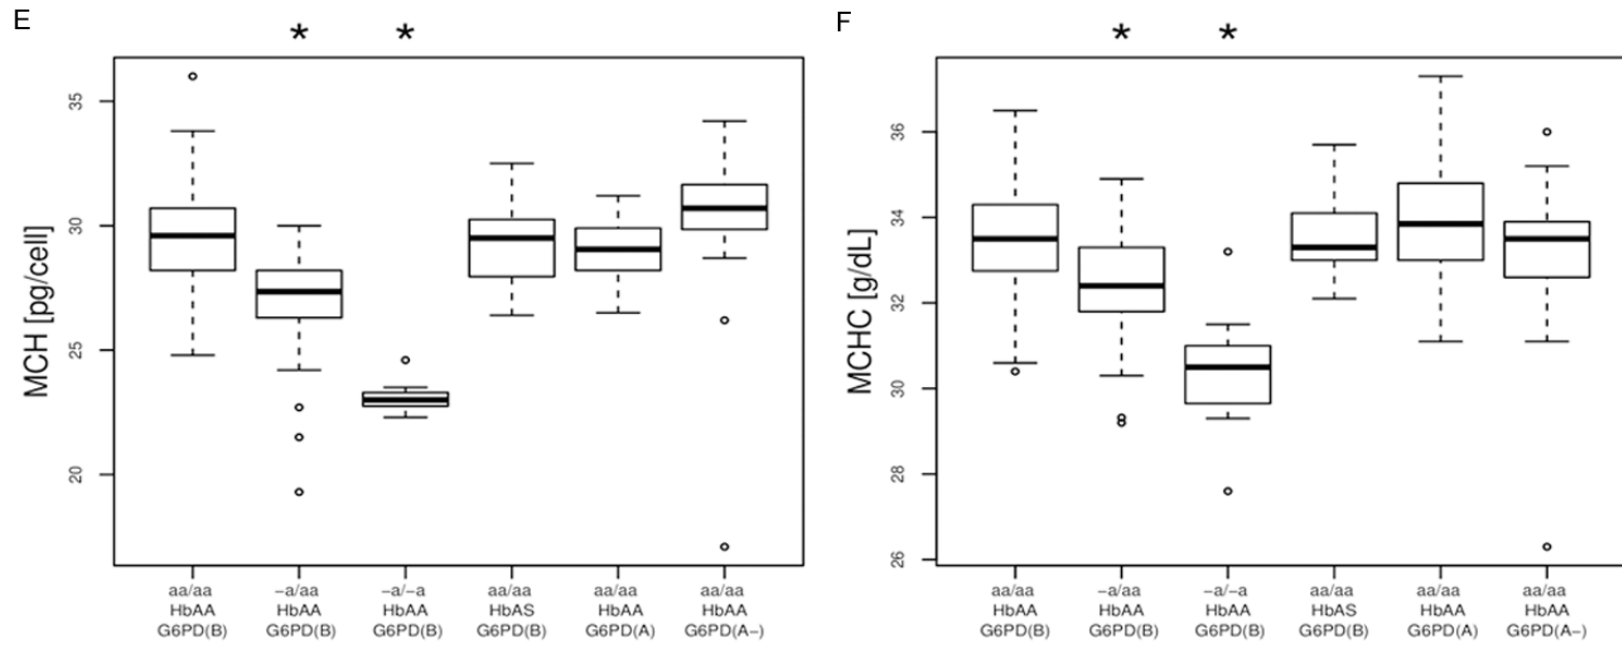 E
* *
MCH [pg/cell]
35
30
25
20
aa/aa −a/aa −a/−a aa/aa aa/aa aa/aa
HbAA HbAA HbAA HbAS HbAA HbAA
G6PD(B) G6PD(B) G6PD(B) G6PD(B) G6PD(A) G6PD(A−)
F
* *
MCHC [g/dL]
36
34
32
30
28
26
aa/aa −a/aa −a/−a aa/aa aa/aa aa/aa
HbAA HbAA HbAA HbAS HbAA HbAA
G6PD(B) G6PD(B) G6PD(B) G6PD(B) G6PD(A) G6PD(A−)